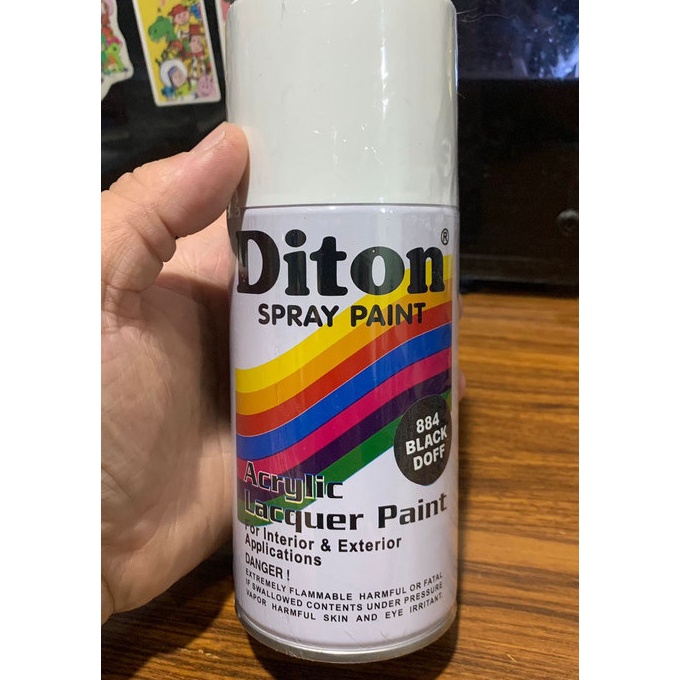 Diton®
SPRAY PAINT
884
BLACK
DOFF
Acrylic
Lacquer Paint
For Interior & Exterior
Applications
DANGER !
EXTREMELY FLAMMABLE HARMFUL OR FATAL
IF SWALLOWED CONTENTS UNDER PRESSURE
VAPOR HARMFUL SKIN AND EYE IRRITANT.